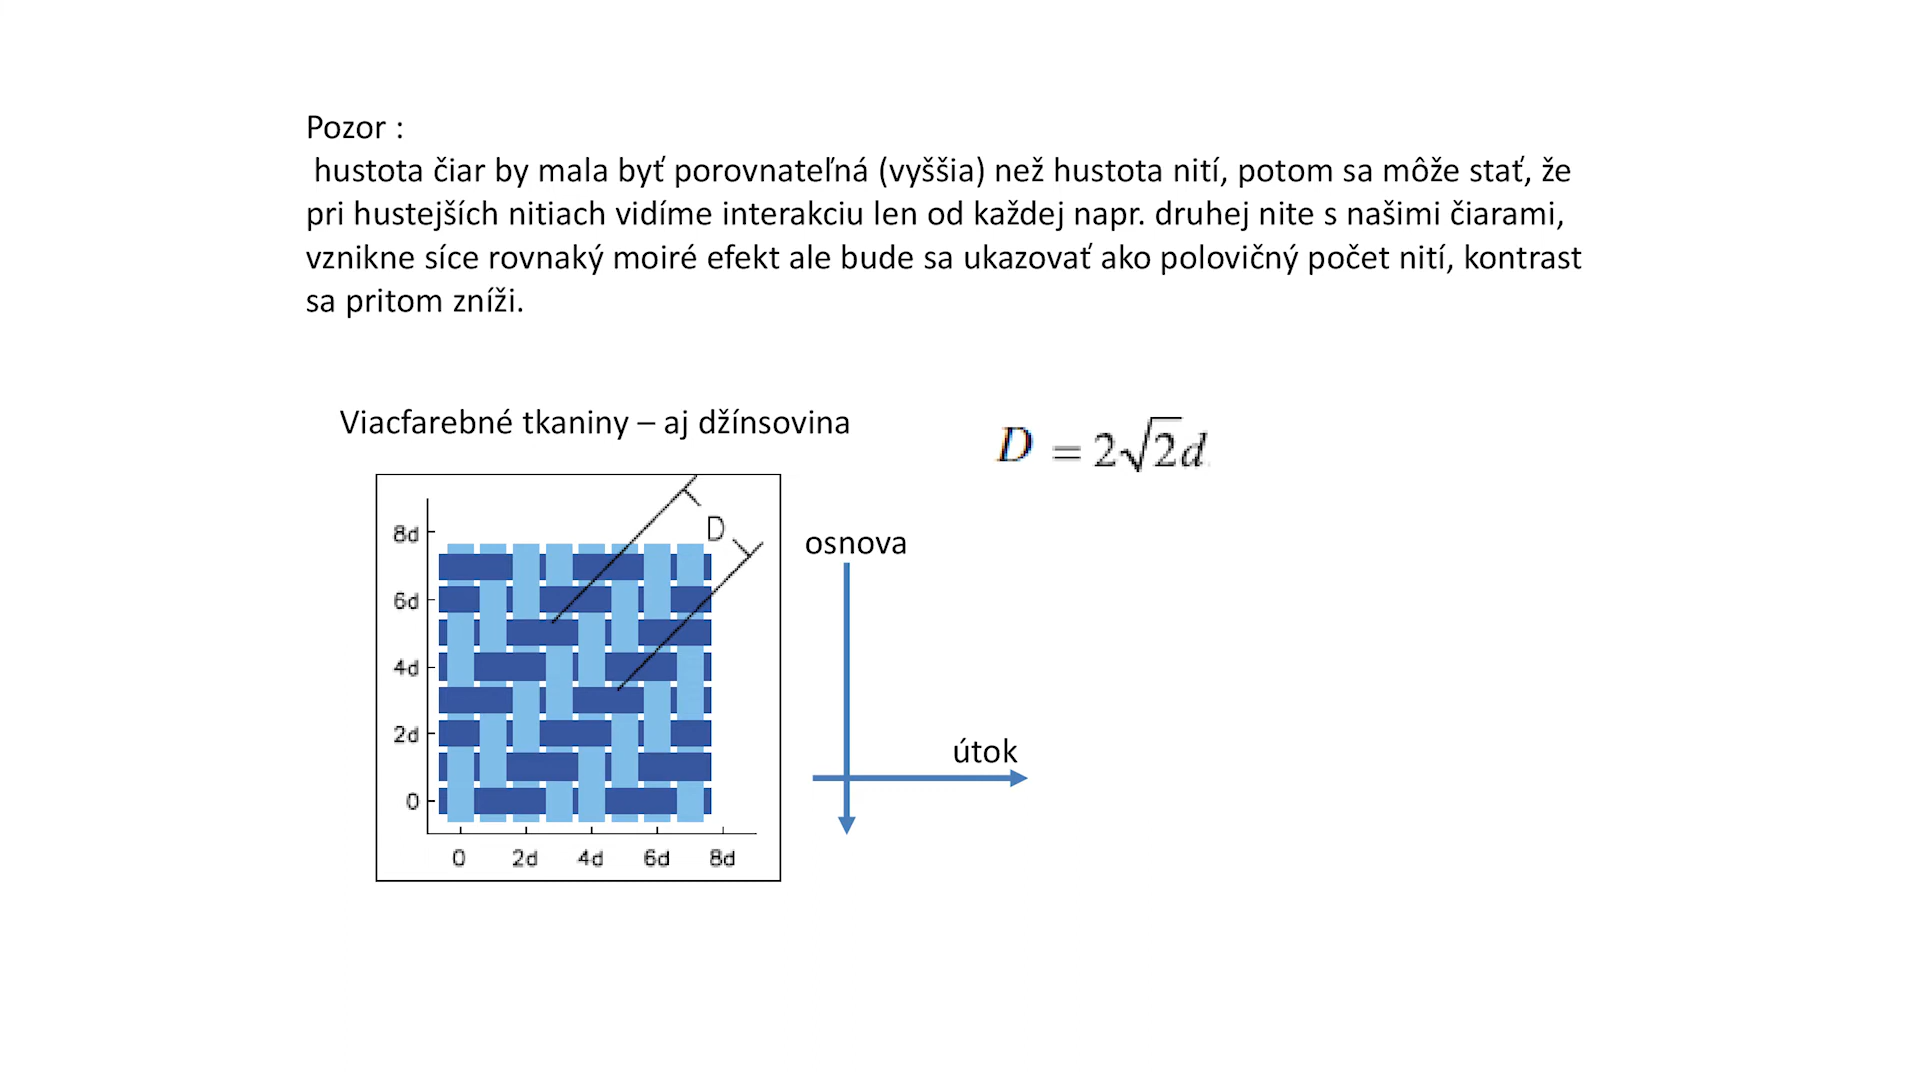 Pozor :
hustota čiar by mala byť porovnateľná (vyššia) než hustota nití, potom sa môže stať, že
pri hustejších nitiach vidíme interakciu len od každej napr. druhej nite s našimi čiarami,
vznikne síce rovnaký moiré efekt ale bude sa ukazovať ako polovičný počet nití, kontrast
sa pritom zníži.
Viacfarebné tkaniny – aj džínsovina
D = 2√2d
D
8d
6d
4d
2d
0
0 2d 4d 6d 8d
osnova
útok